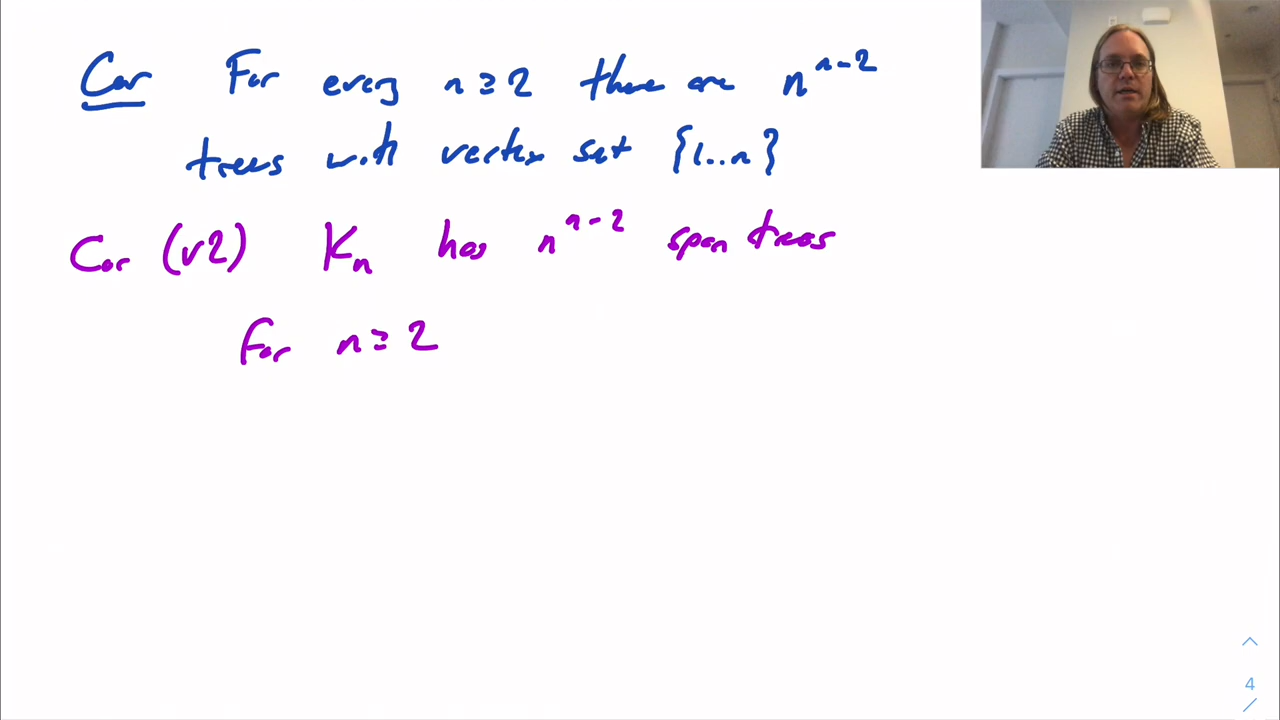 Cor For every n ≥ 2 there are n^{n-2}
trees with vertex set {1..n}
Cor (v2) K_n has n^{n-2} span trees
For n ≥ 2
4